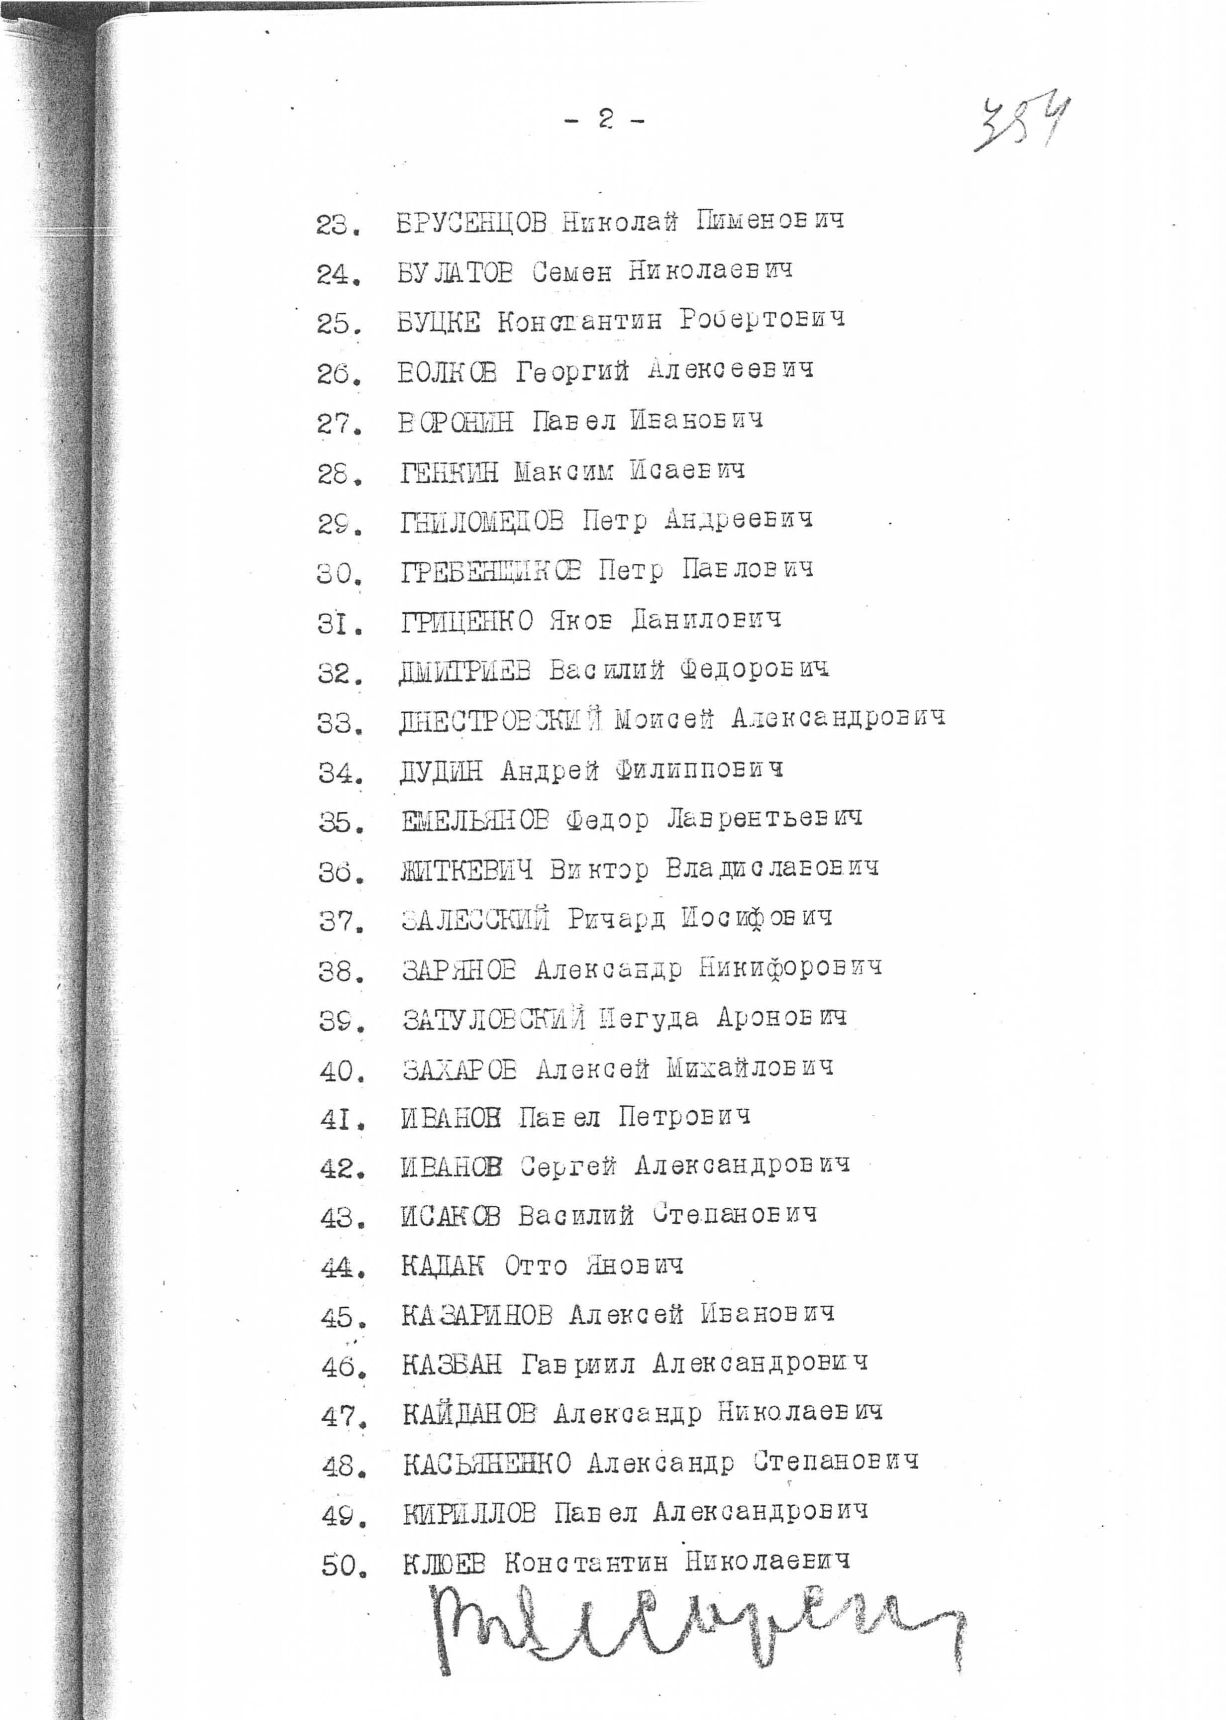 - 2 -
354
23. БРУСЕНЦОВ Николай Пименович
24. БУЛАТОВ Семен Николаевич
25. БУЦКЕ Константин Робертович
26. ВОЛКОВ Георгий Алексеевич
27. ВОРОНИН Павел Иванович
28. ГЕНКИН Максим Исаевич
29. ГНИЛОМЕДОВ Петр Андреевич
30. ГРЕБЕНЩИКОВ Петр Павлович
31. ГРИЦЕНКО Яков Данилович
32. ДМИТРИЕВ Василий Федорович
33. ДНЕСТРОВСКИЙ Моисей Александрович
34. ДУДИН Андрей Филиппович
35. ЕМЕЛЬЯНОВ Федор Лаврентьевич
36. ЖИТКЕВИЧ Виктор Владиславович
37. ЗАЛЕССКИЙ Ричард Иосифович
38. ЗАРЯНОВ Александр Никифорович
39. ЗАТУЛОВСКИЙ Иегуда Аронович
40. ЗАХАРОВ Алексей Михайлович
41. ИВАНОВ Павел Петрович
42. ИВАНОВ Сергей Александрович
43. ИСАКОВ Василий Степанович
44. КАДАК Отто Янович
45. КАЗАРИНОВ Алексей Иванович
46. КАЗБАН Гавриил Александрович
47. КАЙДАНОВ Александр Николаевич
48. КАСЬЯНЕНКО Александр Степанович
49. КИРИЛЛОВ Павел Александрович
50. КЛЮЕВ Константин Николаевич